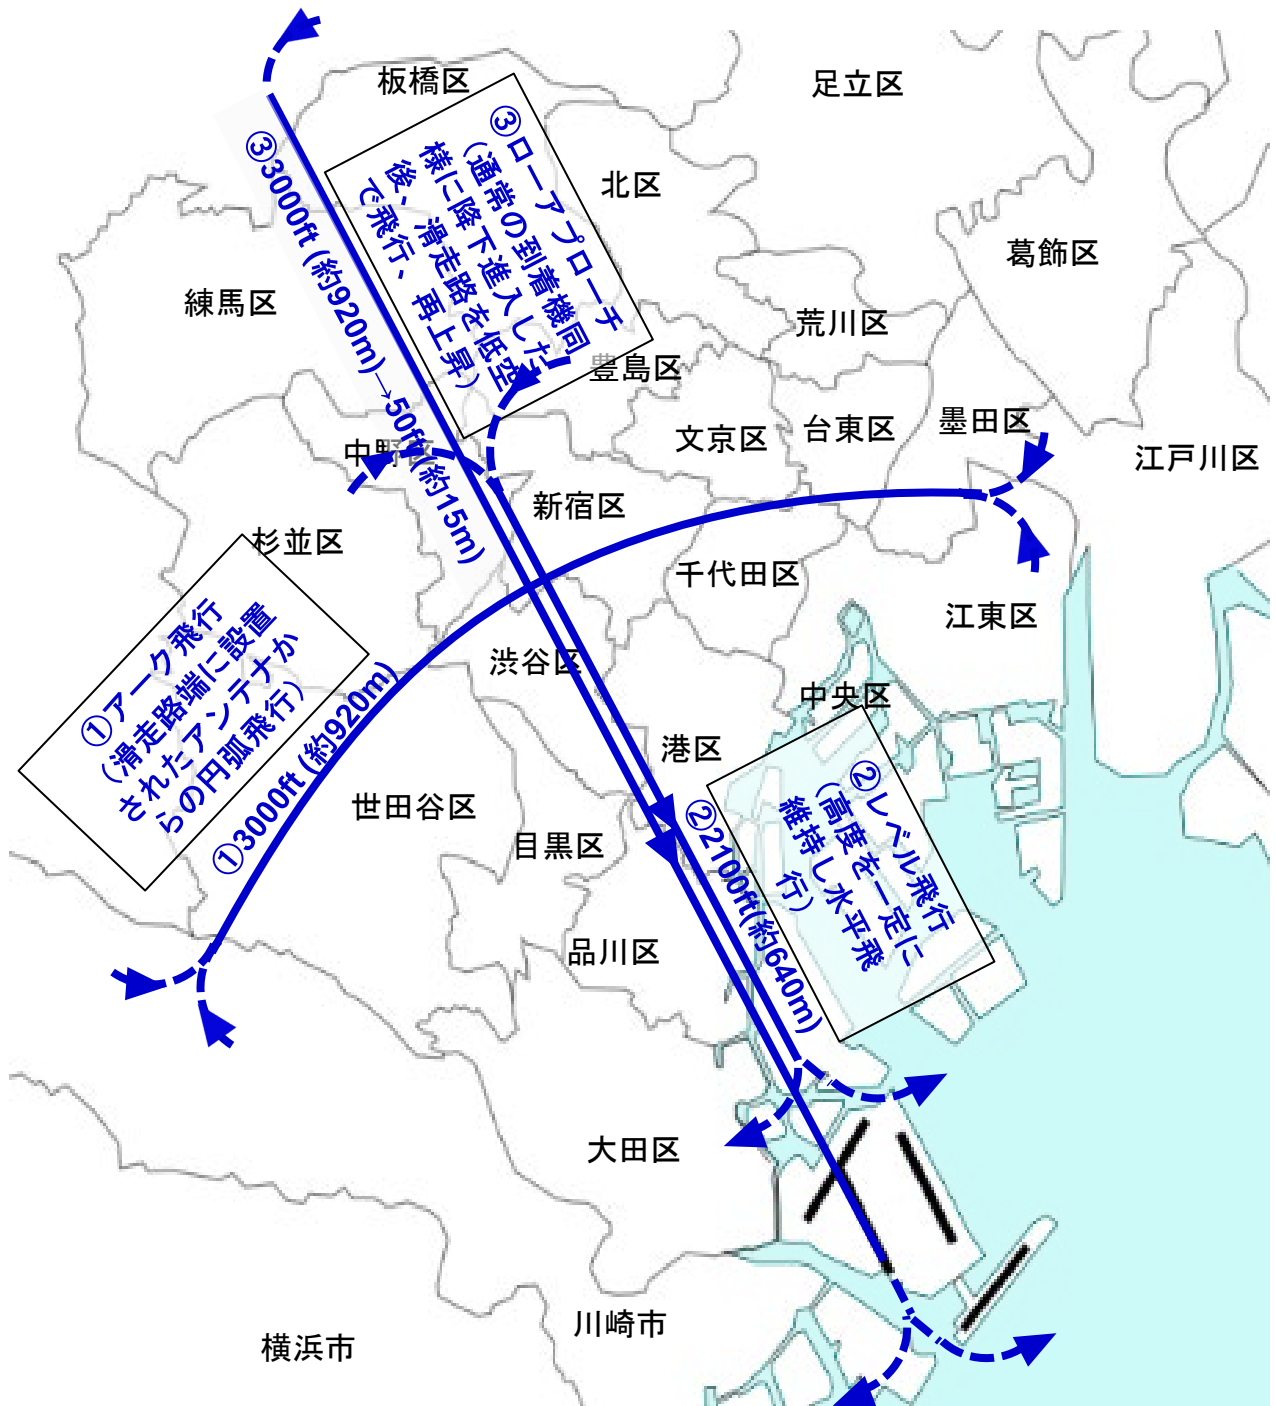 板橋区
足立区
③ローアプローチ
(通常の到着機同
様に降下進入した
後、滑走路を低空
で飛行、再上昇)
③3000ft (約920m)→50ft(約15m)
北区
葛飾区
練馬区
荒川区
豊島区
文京区
台東区
墨田区
江戸川区
中野区
新宿区
杉並区
千代田区
江東区
①アーク飛行
(滑走路端に設置
されたアンテナか
らの円弧飛行)
①3000ft (約920m)
渋谷区
中央区
港区
世田谷区
目黒区
②レベル飛行
(高度を一定に
維持し水平飛
行)
②2100ft(約640m)
品川区
大田区
川崎市
横浜市